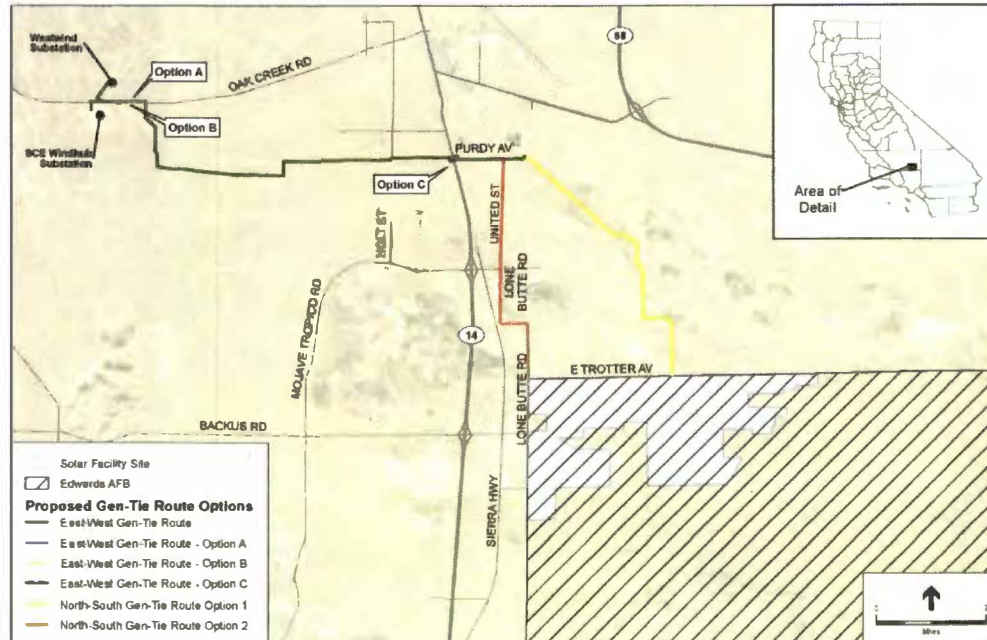 Westwind
Substation
Option A
OAK CREEK RD
Option B
SCE Windhub
Substation
58
PURDY AV
Option C
UNITED ST
HOLT ST
LONE
BUTTE RD
MOJAVE TROPICO RD
14
LONE BUTTE RD
E TROTTER AV
BACKUS RD
SIERRA HWY
Area of
Detail
Solar Facility Site
Edwards AFB
Proposed Gen-Tie Route Options
East-West Gen-Tie Route
East-West Gen-Tie Route - Option A
East-West Gen-Tie Route - Option B
East-West Gen-Tie Route - Option C
North-South Gen-Tie Route Option 1
North-South Gen-Tie Route Option 2
0
2
Miles